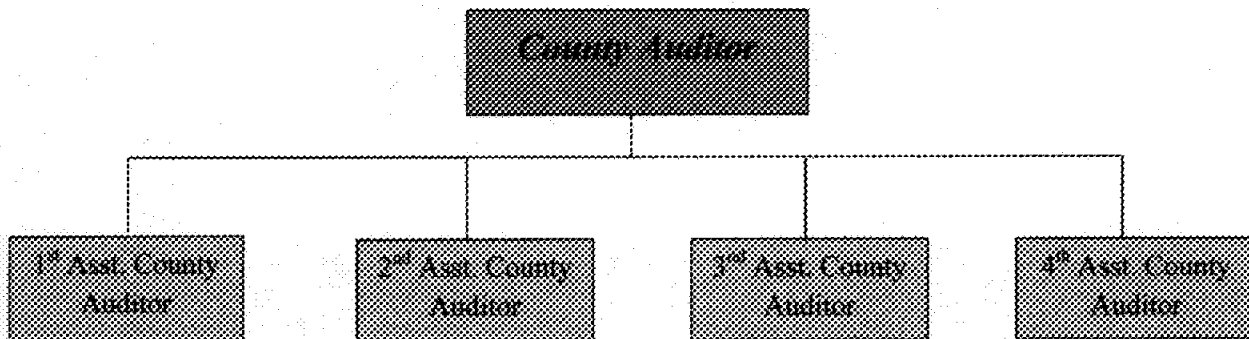 County Auditor
1st Asst. County
Auditor
2nd Asst. County
Auditor
3rd Asst. County
Auditor
4th Asst. County
Auditor